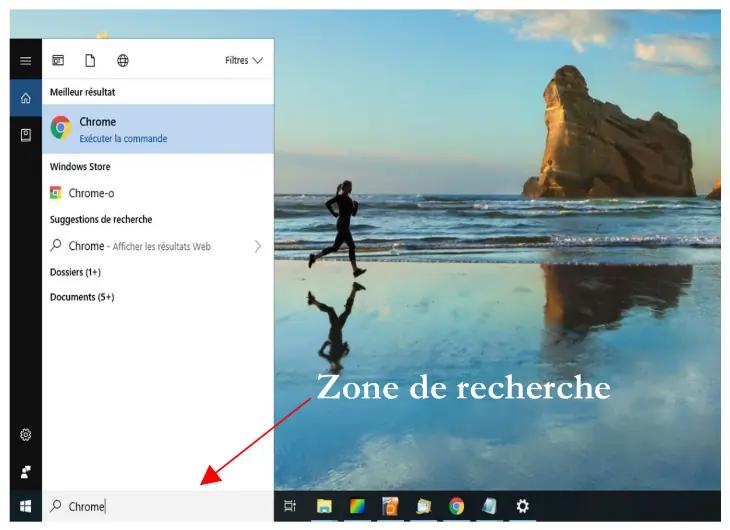 Filtres
Meilleur résultat
Chrome
Exécuter la commande
Windows Store
Chrome-o
Suggestions de recherche
Chrome - Afficher les résultats Web
Dossiers (1+)
Documents (5+)
Zone de recherche
Chrome